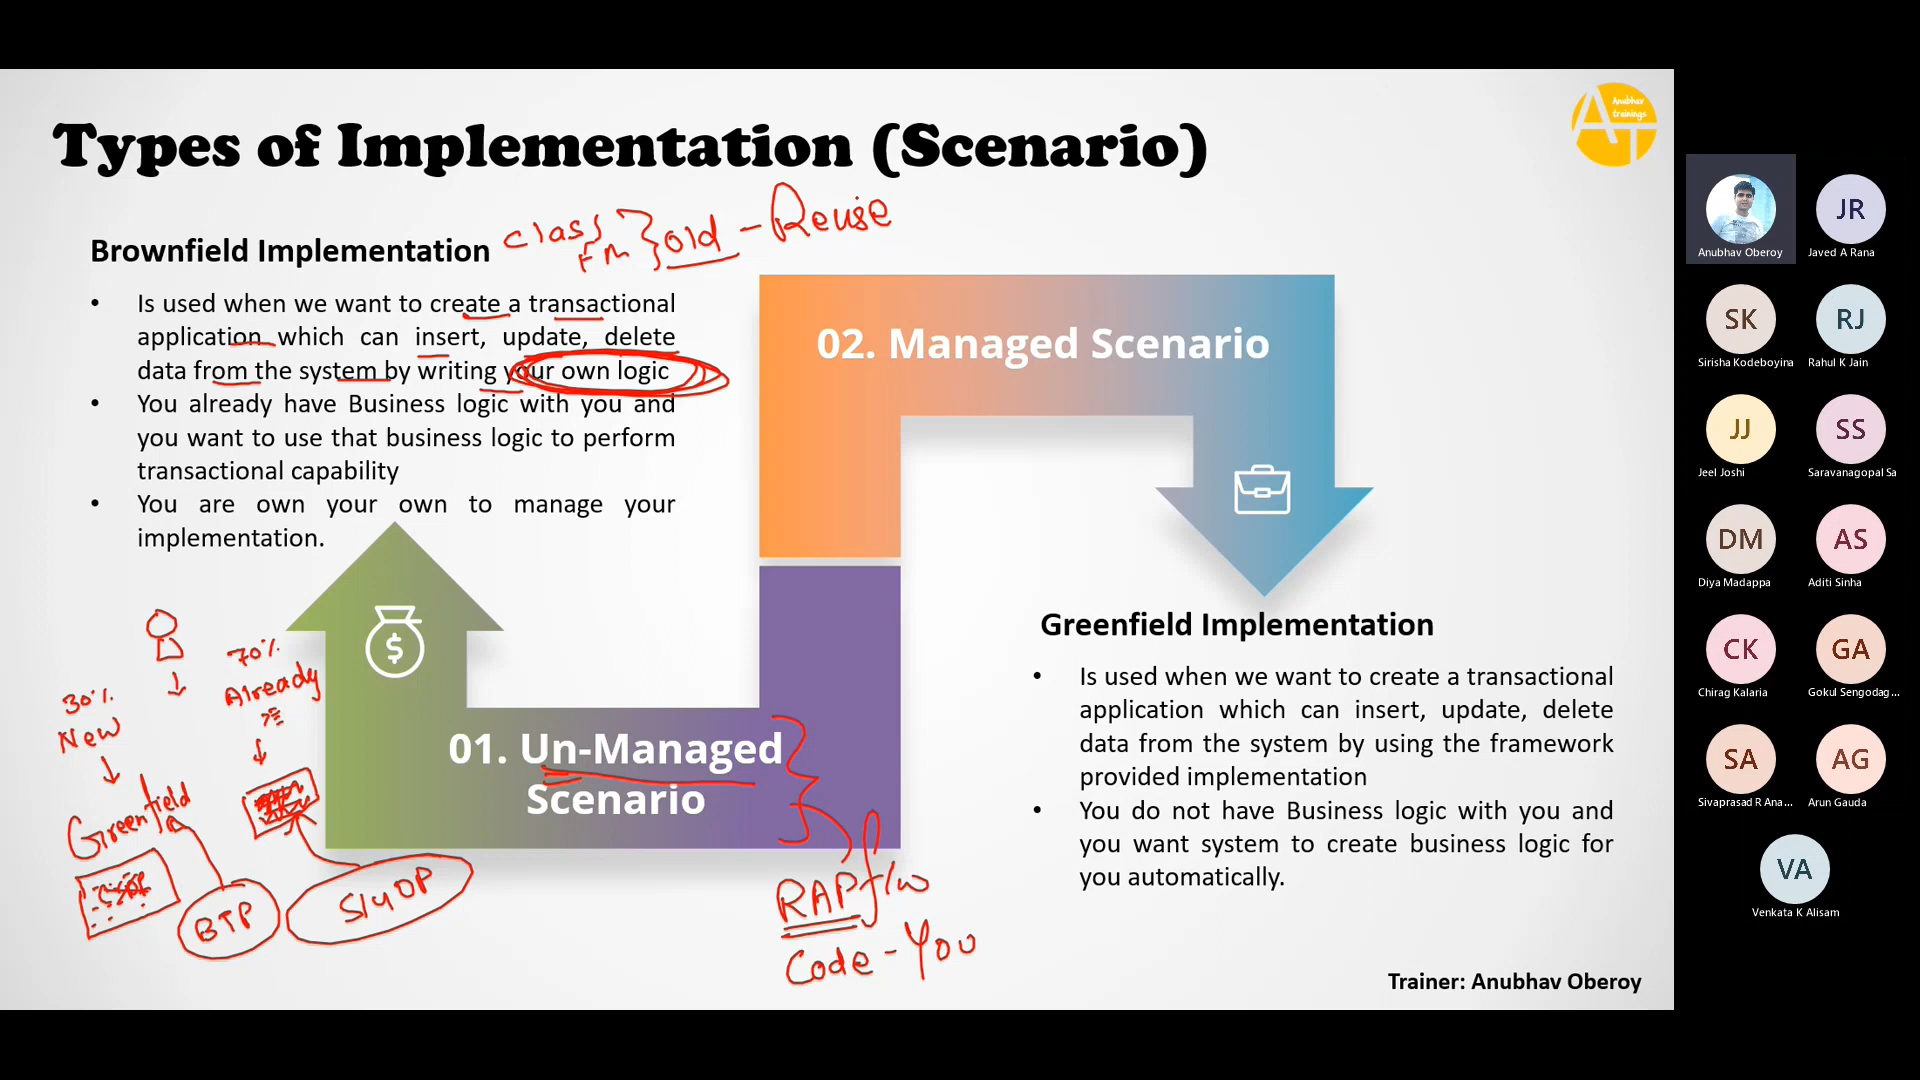 Types of Implementation (Scenario)
Anubhav
trainings
AT
Brownfield Implementation
class
FM
old - Reuse
• Is used when we want to create a transactional
application which can insert, update, delete
data from the system by writing your own logic
• You already have Business logic with you and
you want to use that business logic to perform
transactional capability
• You are own your own to manage your
implementation.
02. Managed Scenario
30%
New
70%
Already
Greenfield
BTP
S/4 OP
$
01. Un-Managed
Scenario
RAP f/w
Code - You
Greenfield Implementation
• Is used when we want to create a transactional
application which can insert, update, delete
data from the system by using the framework
provided implementation
• You do not have Business logic with you and
you want system to create business logic for
you automatically.
Trainer: Anubhav Oberoy
Anubhav Oberoy
JR
Javed A Rana
SK
Sirisha Kodeboyina
RJ
Rahul K Jain
JJ
Jeel Joshi
SS
Saravanagopal Sa
DM
Diya Madappa
AS
Aditi Sinha
CK
Chirag Kalaria
GA
Gokul Sengodag...
SA
Sivaprasad R Ana...
AG
Arun Gauda
VA
Venkata K Alisam